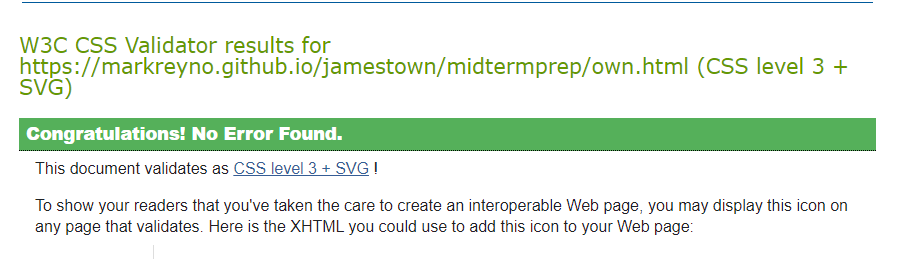 W3C CSS Validator results for
https://markreyno.github.io/jamestown/midtermprep/own.html (CSS level 3 +
SVG)
Congratulations! No Error Found.
This document validates as CSS level 3 + SVG !
To show your readers that you've taken the care to create an interoperable Web page, you may display this icon on
any page that validates. Here is the XHTML you could use to add this icon to your Web page: